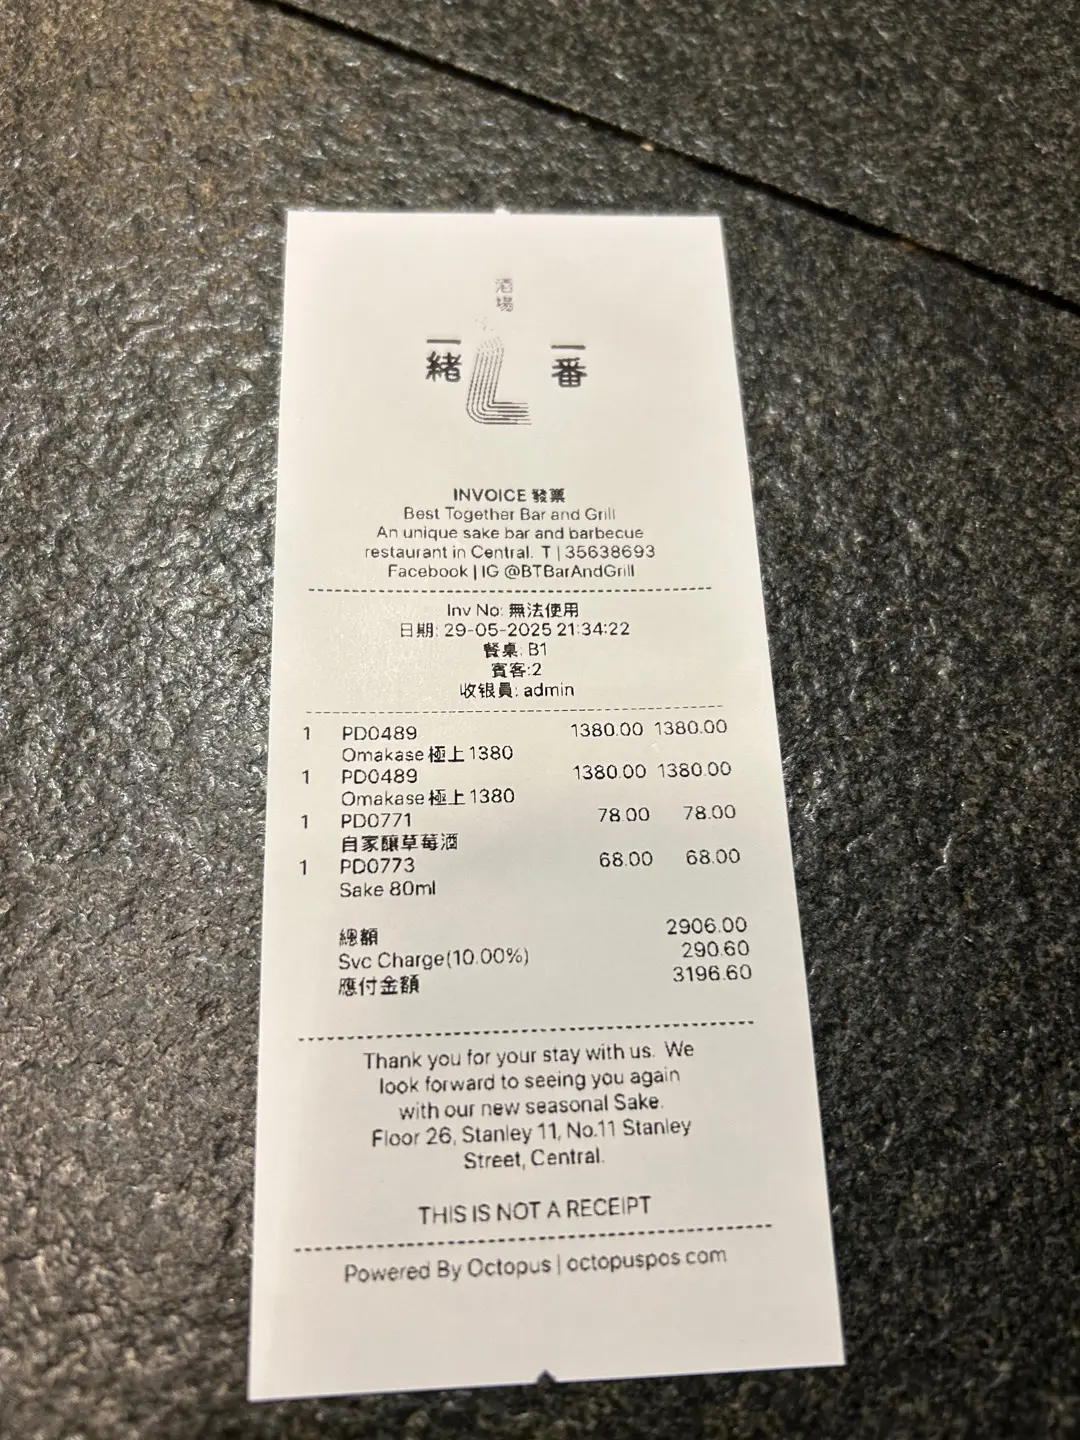 酒場
一緒 一番
INVOICE 發票
Best Together Bar and Grill
An unique sake bar and barbecue
restaurant in Central. T | 35638693
Facebook | IG @BTBarAndGrill
Inv No: 無法使用
日期: 29-05-2025 21:34:22
餐桌: B1
賓客:2
收银員: admin
1 PD0489 1380.00 1380.00
Omakase 極上 1380
1 PD0489 1380.00 1380.00
Omakase 極上 1380
1 PD0771 78.00 78.00
自家釀草莓酒
1 PD0773 68.00 68.00
Sake 80ml
總額 2906.00
Svc Charge(10.00%) 290.60
應付金額 3196.60
Thank you for your stay with us. We
look forward to seeing you again
with our new seasonal Sake.
Floor 26, Stanley 11, No.11 Stanley
Street, Central.
THIS IS NOT A RECEIPT
Powered By Octopus | octopuspos.com